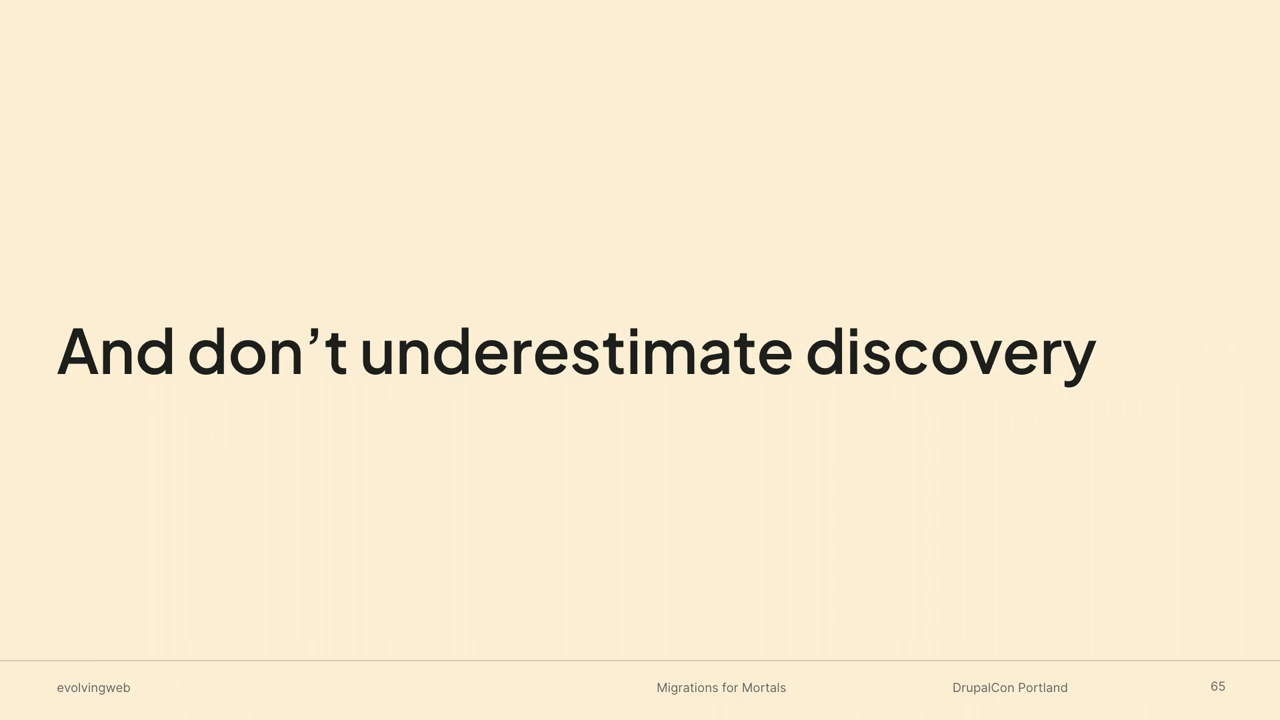 And don’t underestimate discovery
evolvingweb
Migrations for Mortals
DrupalCon Portland
65